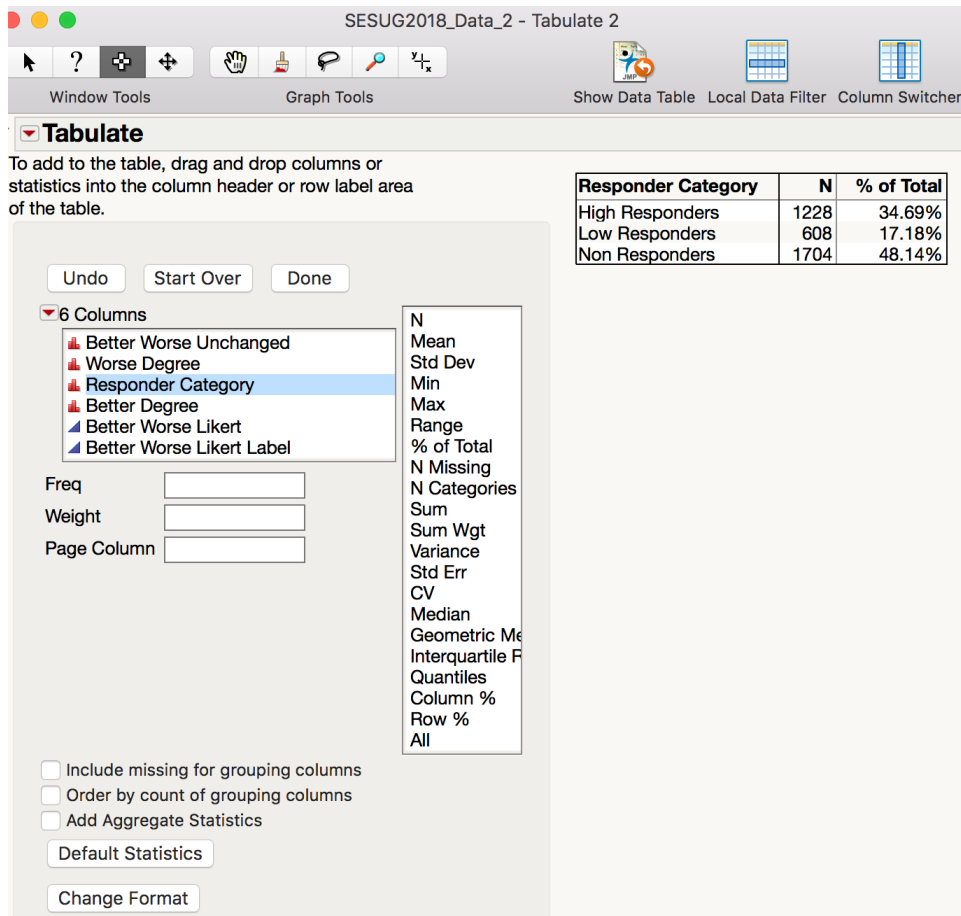 SESUG2018_Data_2 - Tabulate 2
?
y
x
JMP
Window Tools
Graph Tools
Show Data Table
Local Data Filter
Column Switcher
Tabulate
To add to the table, drag and drop columns or
statistics into the column header or row label area
of the table.
Undo
Start Over
Done
6 Columns
Better Worse Unchanged
Worse Degree
Responder Category
Better Degree
Better Worse Likert
Better Worse Likert Label
Freq
Weight
Page Column
N
Mean
Std Dev
Min
Max
Range
% of Total
N Missing
N Categories
Sum
Sum Wgt
Variance
Std Err
CV
Median
Geometric Me
Interquartile R
Quantiles
Column %
Row %
All
Include missing for grouping columns
Order by count of grouping columns
Add Aggregate Statistics
Default Statistics
Change Format
Responder Category N % of Total
High Responders 1228 34.69%
Low Responders 608 17.18%
Non Responders 1704 48.14%